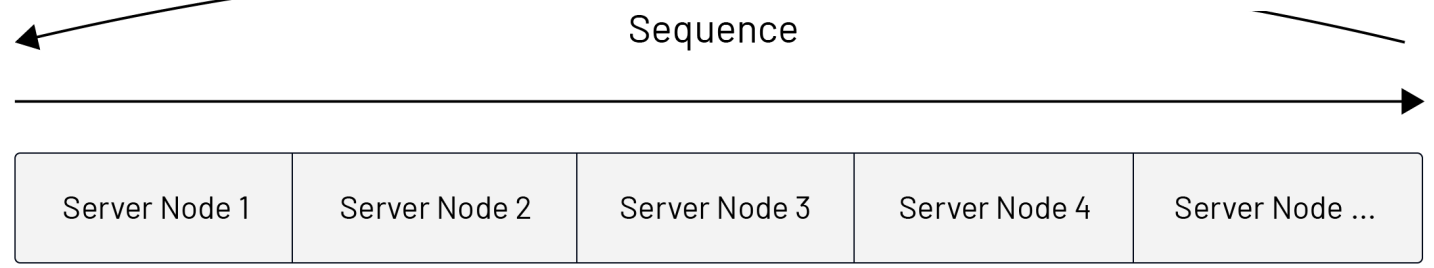 Sequence
Server Node 1
Server Node 2
Server Node 3
Server Node 4
Server Node ...